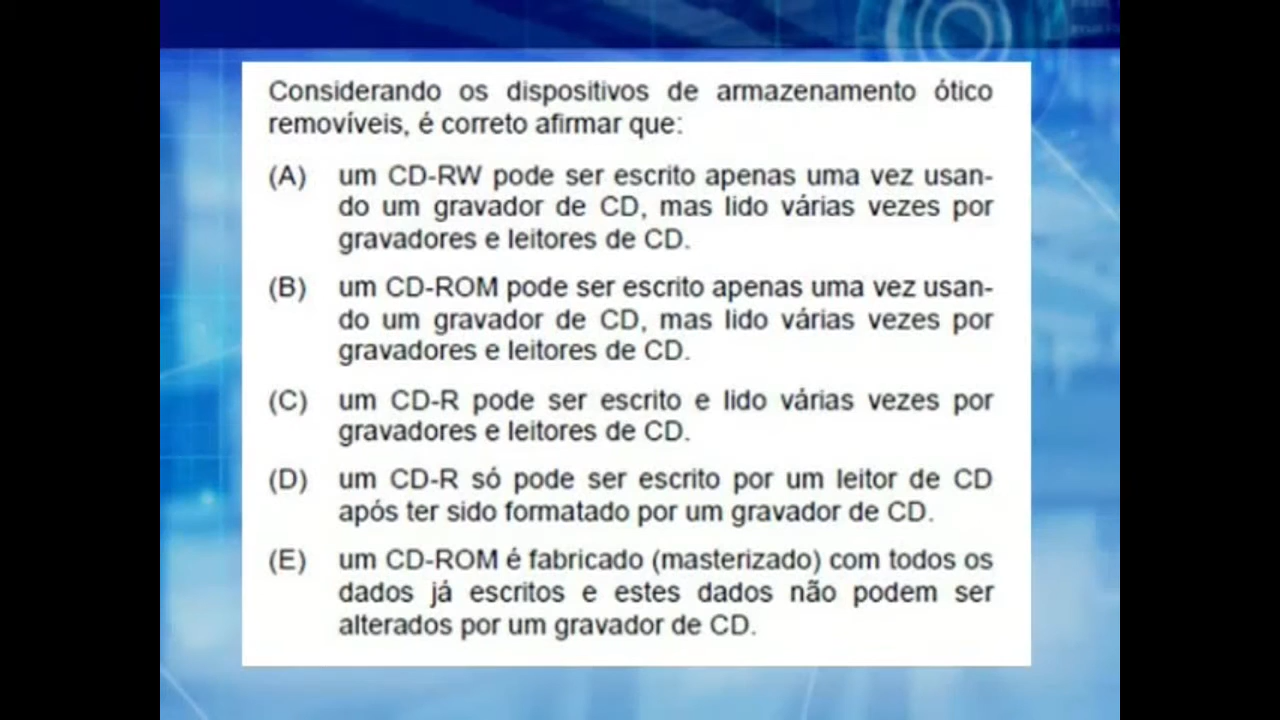 Considerando os dispositivos de armazenamento ótico
removíveis, é correto afirmar que:
(A) um CD-RW pode ser escrito apenas uma vez usan-
do um gravador de CD, mas lido várias vezes por
gravadores e leitores de CD.
(B) um CD-ROM pode ser escrito apenas uma vez usan-
do um gravador de CD, mas lido várias vezes por
gravadores e leitores de CD.
(C) um CD-R pode ser escrito e lido várias vezes por
gravadores e leitores de CD.
(D) um CD-R só pode ser escrito por um leitor de CD
após ter sido formatado por um gravador de CD.
(E) um CD-ROM é fabricado (masterizado) com todos os
dados já escritos e estes dados não podem ser
alterados por um gravador de CD.